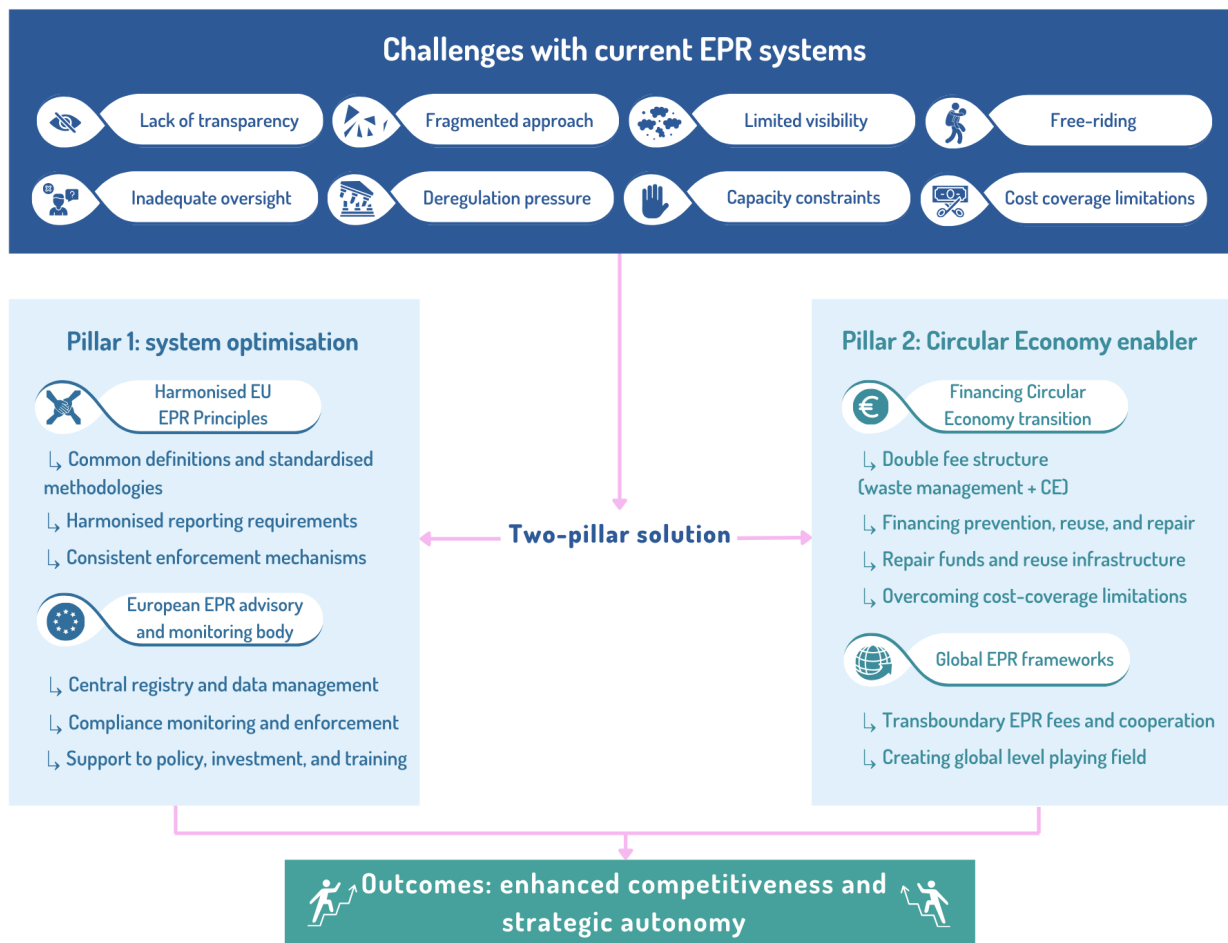 Challenges with current EPR systems
Lack of transparency
Fragmented approach
Limited visibility
Free-riding
Inadequate oversight
Deregulation pressure
Capacity constraints
Cost coverage limitations
Pillar 1: system optimisation
Harmonised EU
EPR Principles
Common definitions and standardised
methodologies
Harmonised reporting requirements
Consistent enforcement mechanisms
European EPR advisory
and monitoring body
Central registry and data management
Compliance monitoring and enforcement
Support to policy, investment, and training
Two-pillar solution
Pillar 2: Circular Economy enabler
€
Financing Circular
Economy transition
Double fee structure
(waste management + CE)
Financing prevention, reuse, and repair
Repair funds and reuse infrastructure
Overcoming cost-coverage limitations
Global EPR frameworks
Transboundary EPR fees and cooperation
Creating global level playing field
Outcomes: enhanced competitiveness and
strategic autonomy